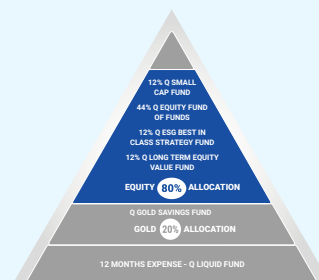 12% Q SMALL
CAP FUND
44% Q EQUITY FUND
OF FUNDS
12% Q ESG BEST IN
CLASS STRATEGY FUND
12% Q LONG TERM EQUITY
VALUE FUND
EQUITY 80% ALLOCATION
Q GOLD SAVINGS FUND
GOLD 20% ALLOCATION
12 MONTHS EXPENSE - Q LIQUID FUND